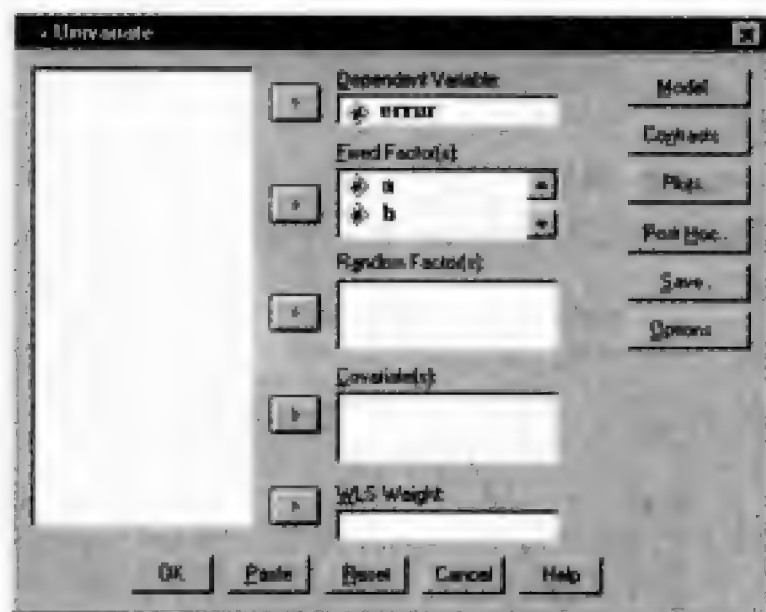 Univariate
Dependent Variable:
error
Fixed Factor(s):
a
b
Random Factor(s):
Covariate(s):
WLS Weight:
Model
Contrasts
Plots..
Post Hoc..
Save..
Options
OK
Paste
Reset
Cancel
Help